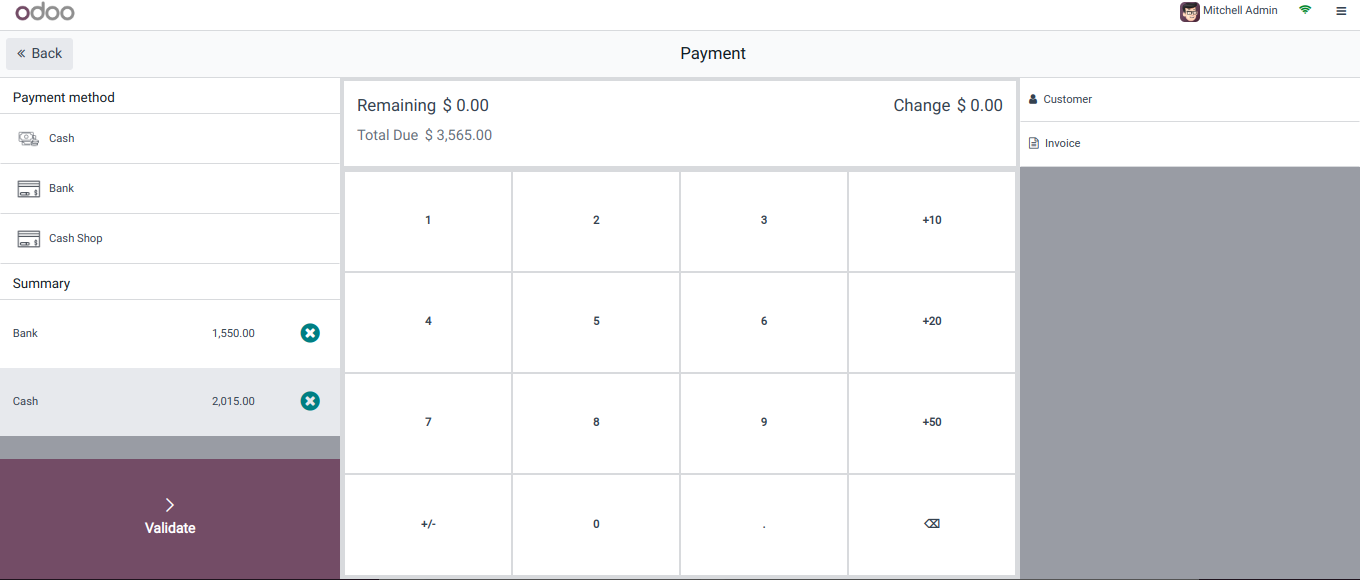 odoo
Mitchell Admin
Back
Payment
Payment method
Cash
Bank
Cash Shop
Summary
Bank 1,550.00
Cash 2,015.00
Validate
Remaining $ 0.00 Change $ 0.00
Total Due $ 3,565.00
1 2 3 +10
4 5 6 +20
7 8 9 +50
+/- 0 .
Customer
Invoice